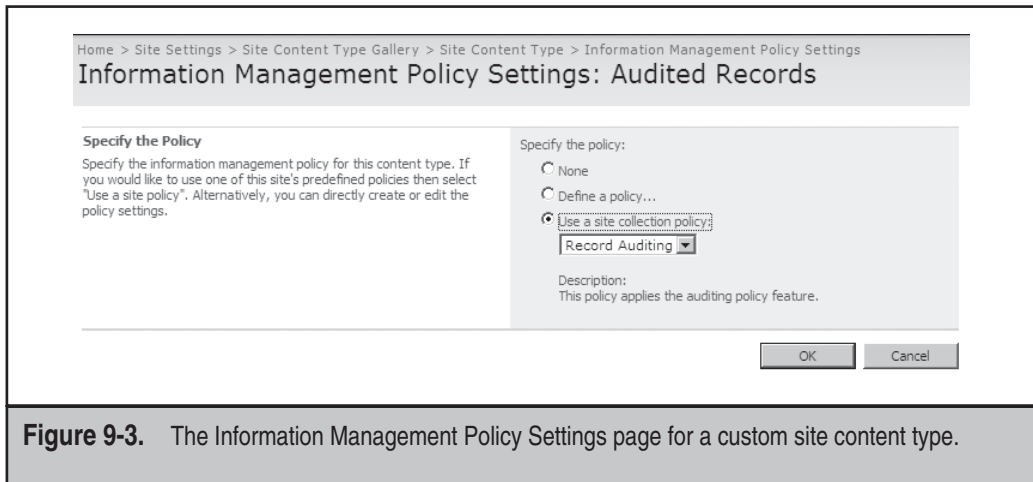 Home > Site Settings > Site Content Type Gallery > Site Content Type > Information Management Policy Settings
Information Management Policy Settings: Audited Records
Specify the Policy
Specify the information management policy for this content type. If
you would like to use one of this site's predefined policies then select
"Use a site policy". Alternatively, you can directly create or edit the
policy settings.
Specify the policy:
None
Define a policy...
Use a site collection policy:
Record Auditing
Description:
This policy applies the auditing policy feature.
OK
Cancel
Figure 9-3. The Information Management Policy Settings page for a custom site content type.